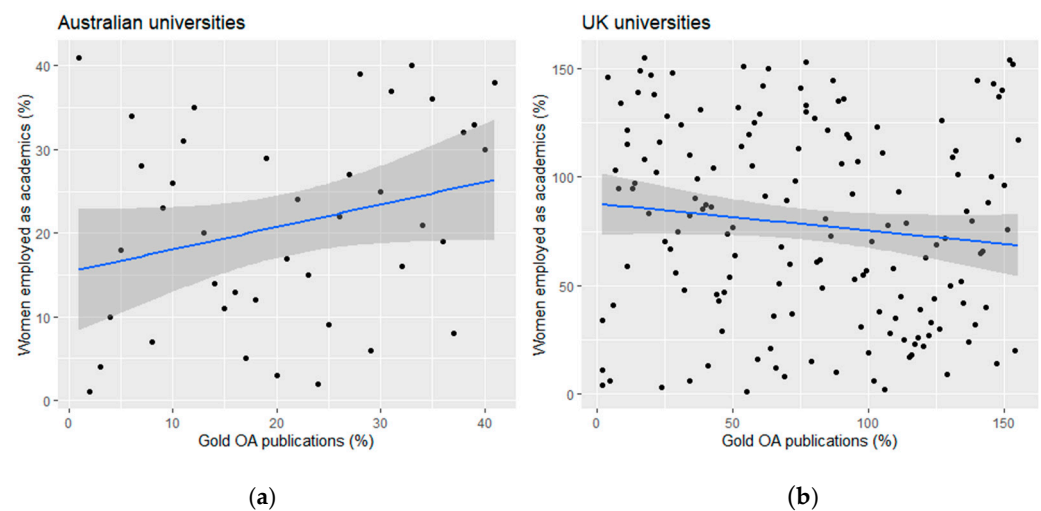 Australian universities
Women employed as academics (%)
40
30
20
10
0
0 10 20 30 40
Gold OA publications (%)
(a)
UK universities
Women employed as academics (%)
150
100
50
0
0 50 100 150
Gold OA publications (%)
(b)